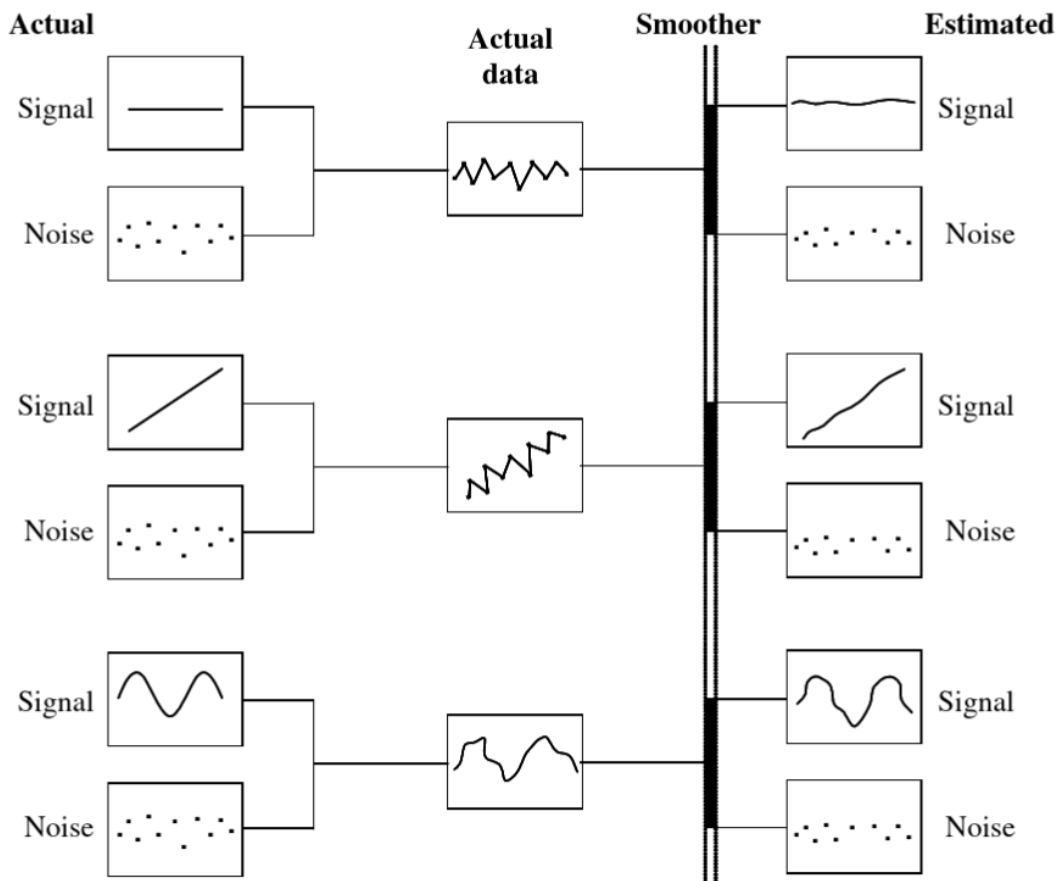 Actual
Actual
data
Smoother
Estimated
Signal
Signal
Noise
Noise
Signal
Signal
Noise
Noise
Signal
Signal
Noise
Noise